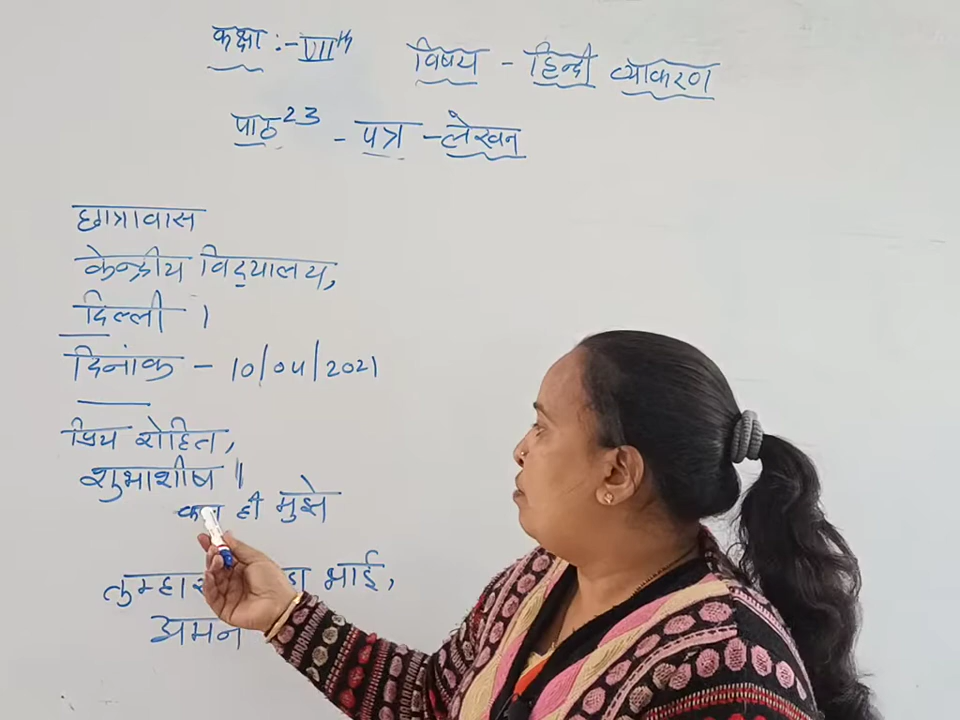 कक्षा :- VIIth विषय - हिन्दी व्याकरण
पाठ 23 - पत्र - लेखन
छात्रावास
केन्द्रीय विद्यालय,
दिल्ली ।
दिनांक - 10/04/2021
प्रिय रोहित,
शुभाशीष ॥
ही मुझे
भाई,
अमन